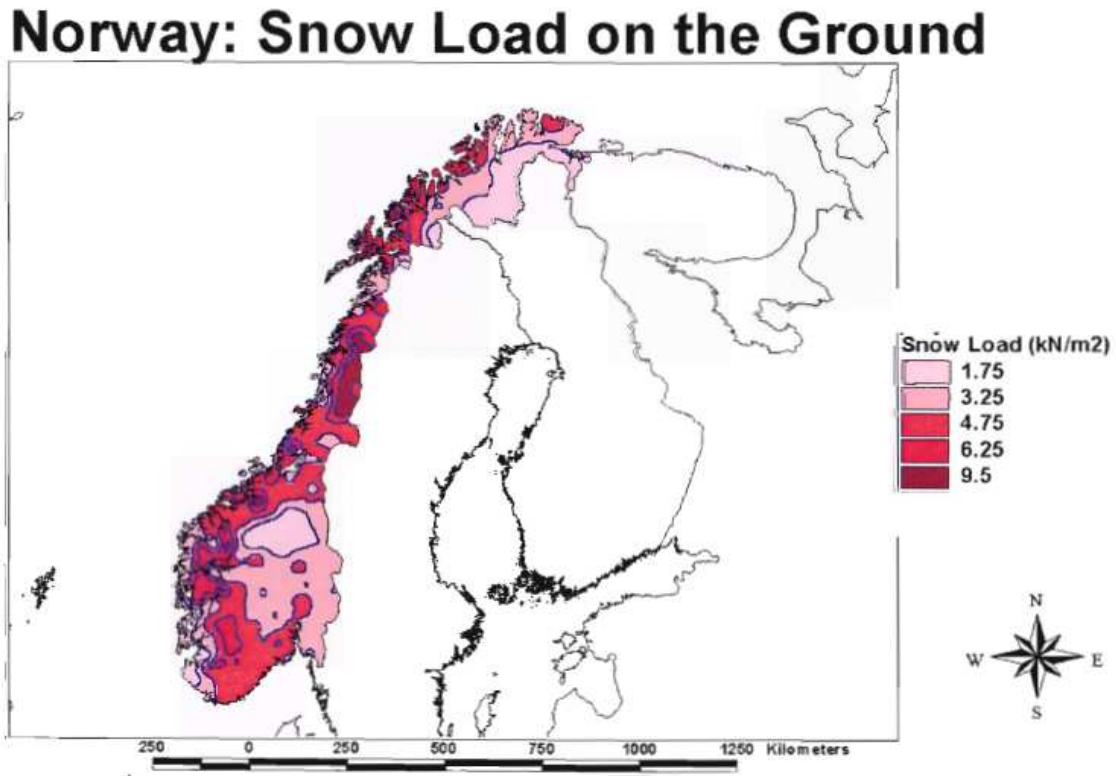 Norway: Snow Load on the Ground
Snow Load (kN/m2)
1.75
3.25
4.75
6.25
9.5
N
W E
S
250 0 250 500 750 1000 1250 Kilometers